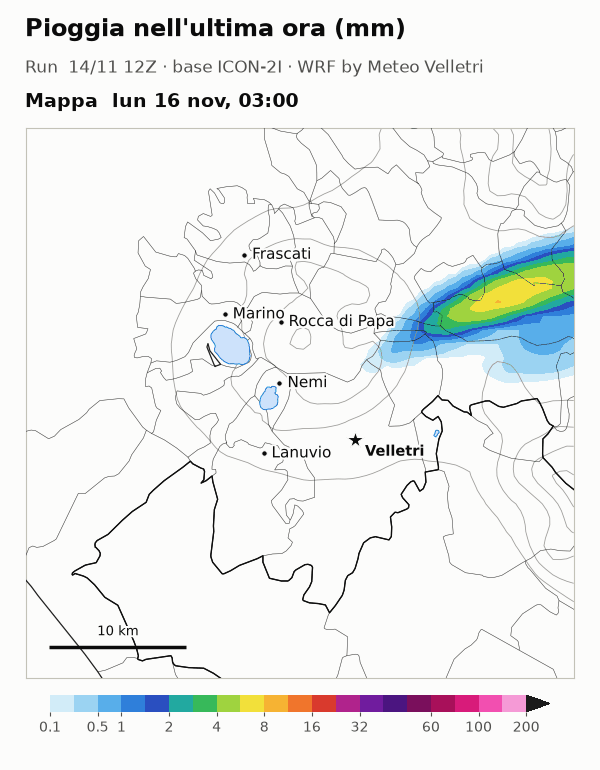 Pioggia nell'ultima ora (mm)
Run  14/11 12Z · base ICON-2I · WRF by Meteo Velletri
Mappa  lun 16 nov, 03:00
Frascati
Marino
Rocca di Papa
Nemi
Velletri
Lanuvio
10 km
0.1 0.5 1 2 4 8 16 32 60 100 200